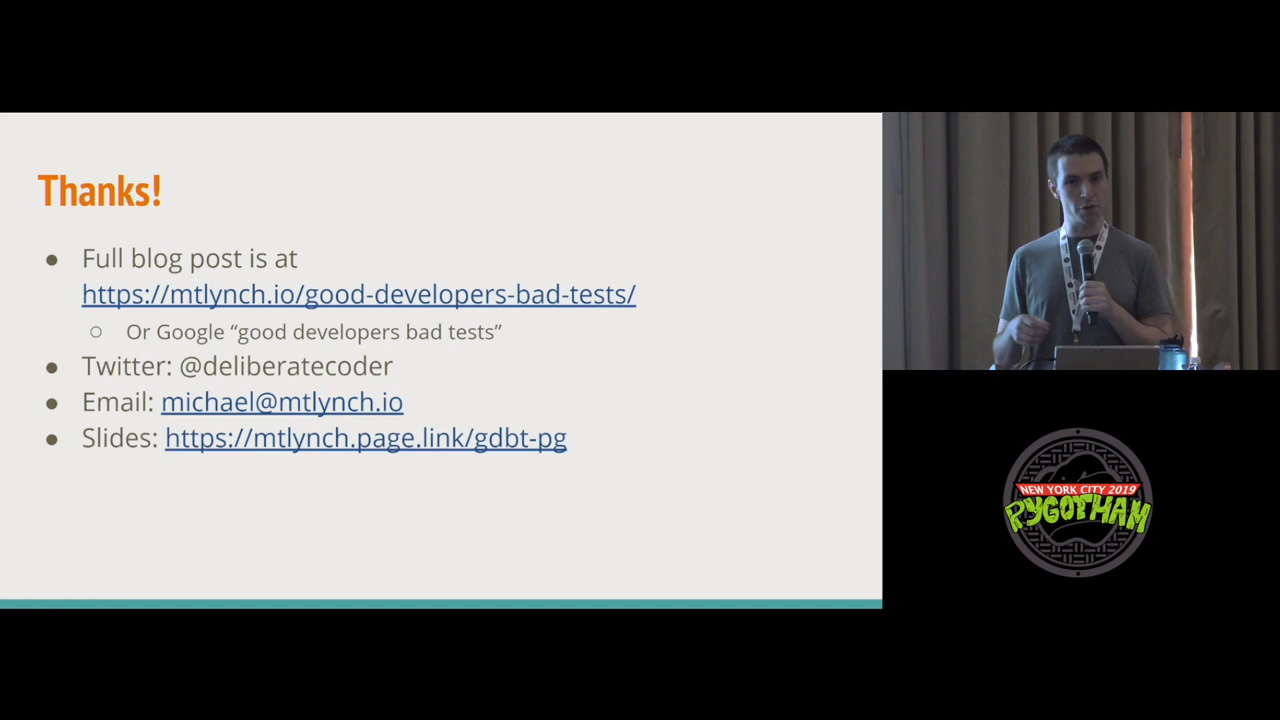 Thanks!
Full blog post is at
https://mtlynch.io/good-developers-bad-tests/
Or Google “good developers bad tests”
Twitter: @deliberatecoder
Email: michael@mtlynch.io
Slides: https://mtlynch.page.link/gdbt-pg
NEW YORK CITY 2019
PYGOTHAM